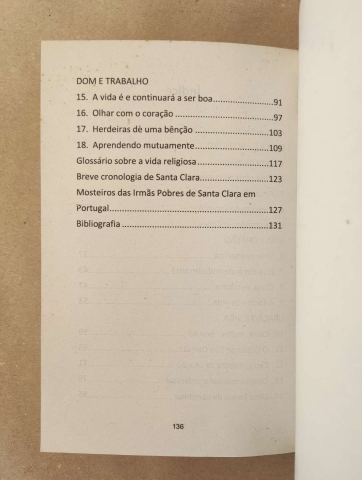 DOM E TRABALHO
15. A vida é e continuará a ser boa........................91
16. Olhar com o coração.......................................97
17. Herdeiras de uma bênção..............................103
18. Aprendendo mutuamente.............................109
Glossário sobre a vida religiosa............................117
Breve cronologia de Santa Clara...........................123
Mosteiros das Irmãs Pobres de Santa Clara em
Portugal.............................................................127
Bibliografia.........................................................131
136